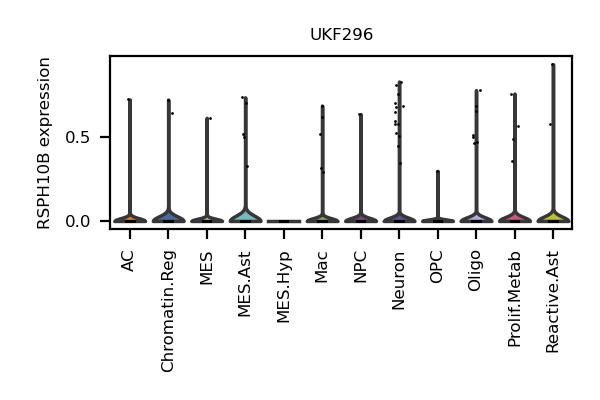 UKF296
RSPH10B expression
0.5
0.0
AC
Chromatin.Reg
MES
MES.Ast
MES.Hyp
Mac
NPC
Neuron
OPC
Oligo
Prolif.Metab
Reactive.Ast